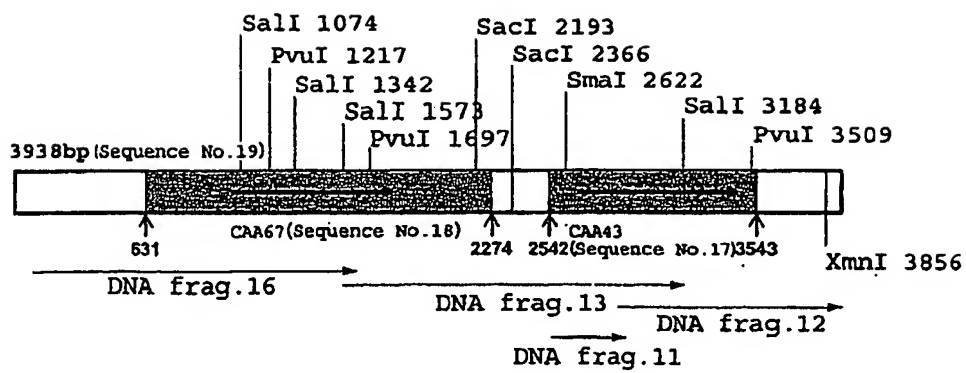 SalI 1074
SacI 2193
PvuI 1217
SacI 2366
SalI 1342
SmaI 2622
SalI 1573
SalI 3184
PvuI 1697
PvuI 3509
3938bp (Sequence No.19)
631
CAA67(Sequence No.18)
2274
2542
CAA43
(Sequence No.17)
3543
XmnI 3856
DNA frag.16
DNA frag.13
DNA frag.12
DNA frag.11